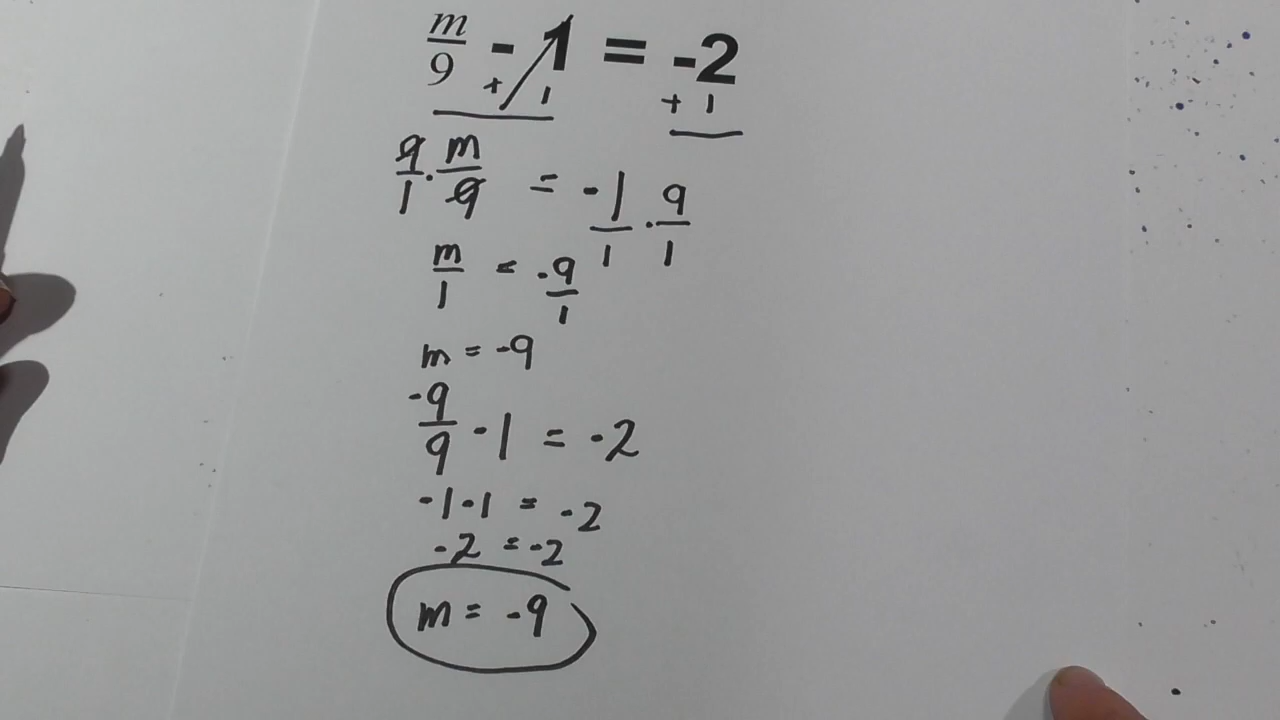 m/9 - 1 = -2
+ 1 + 1
9/1 · m/9 = -1/1 · 9/1
m/1 = -9/1
m = -9
-9/9 - 1 = -2
-1 - 1 = -2
-2 = -2
m = -9